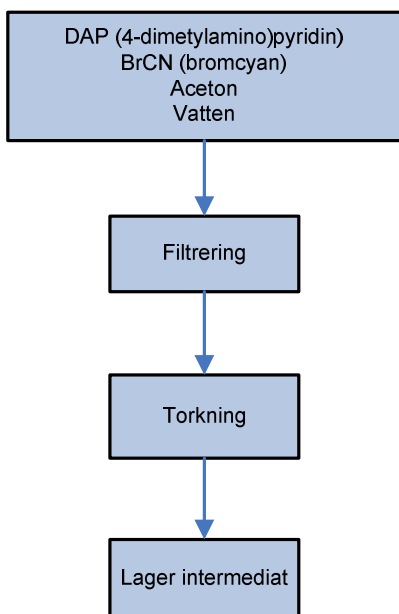 DAP (4-dimetylamino)pyridin)
BrCN (bromcyan)
Aceton
Vatten
Filtrering
Torkning
Lager intermediat